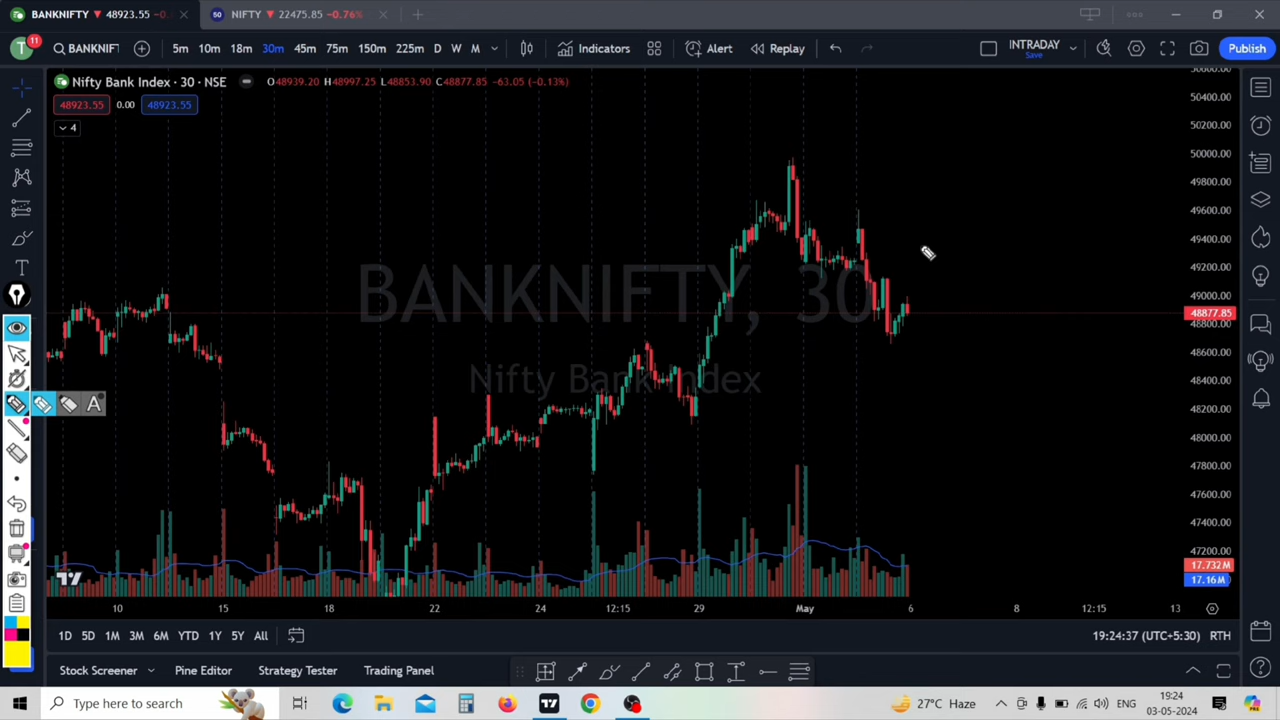 BANKNIFTY ▼ 48923.55 −0.
50 NIFTY ▼ 22475.85 −0.76%
T 11 BANKNIFT 5m 10m 18m 30m 45m 75m 150m 225m D W M Indicators Alert Replay INTRADAY Save Publish
Nifty Bank Index · 30 · NSE O48939.20 H48997.25 L48853.90 C48877.85 −63.05 (−0.13%)
48923.55 0.00 48923.55
4
50400.00
50200.00
50000.00
49800.00
49600.00
49400.00
49200.00
49000.00
48877.85
48800.00
48600.00
48400.00
48200.00
48000.00
47800.00
47600.00
47400.00
47200.00
17.732M
17.16M
BANKNIFTY, 30
Nifty Bank Index
T
A
10 15 18 22 24 12:15 29 May 6 8 12:15 13
1D 5D 1M 3M 6M YTD 1Y 5Y All 19:24:37 (UTC+5:30) RTH
Stock Screener Pine Editor Strategy Tester Trading Panel
Type here to search 27°C Haze ENG 19:24
03-05-2024